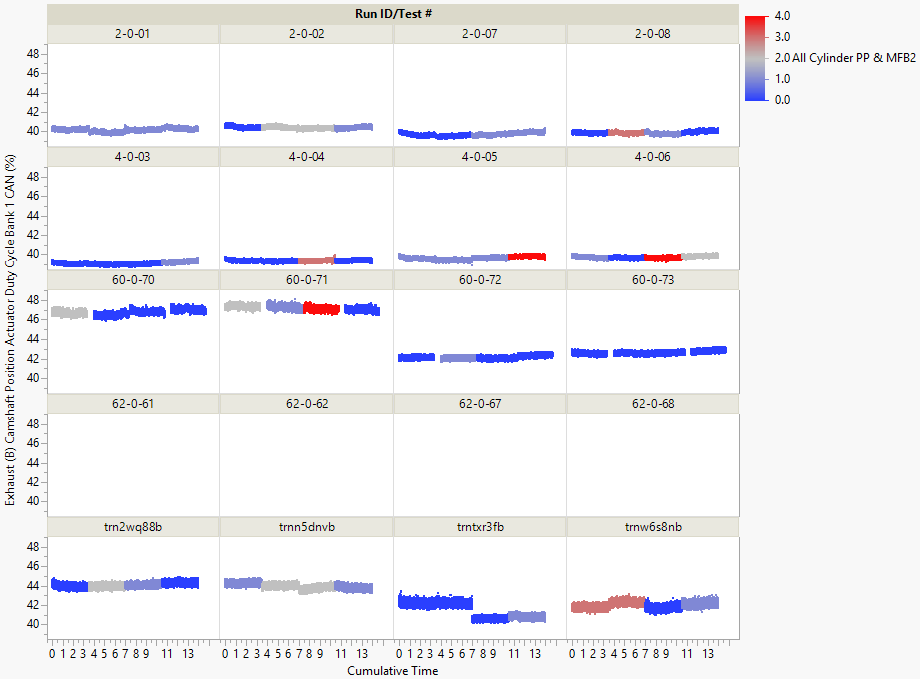 Run ID/Test #
2-0-01 2-0-02 2-0-07 2-0-08
48
46
44
42
40
4-0-03 4-0-04 4-0-05 4-0-06
48
46
44
42
40
60-0-70 60-0-71 60-0-72 60-0-73
48
46
44
42
40
62-0-61 62-0-62 62-0-67 62-0-68
48
46
44
42
40
trn2wq88b trnn5dnvb trntxr3fb trnw6s8nb
48
46
44
42
40
0 1 2 3 4 5 6 7 8 9 11 13 0 1 2 3 4 5 6 7 8 9 11 13 0 1 2 3 4 5 6 7 8 9 11 13 0 1 2 3 4 5 6 7 8 9 11 13
Cumulative Time
Exhaust (B) Camshaft Position Actuator Duty Cycle Bank 1 CAN (%)
4.0
3.0
2.0 All Cylinder PP & MFB2
1.0
0.0